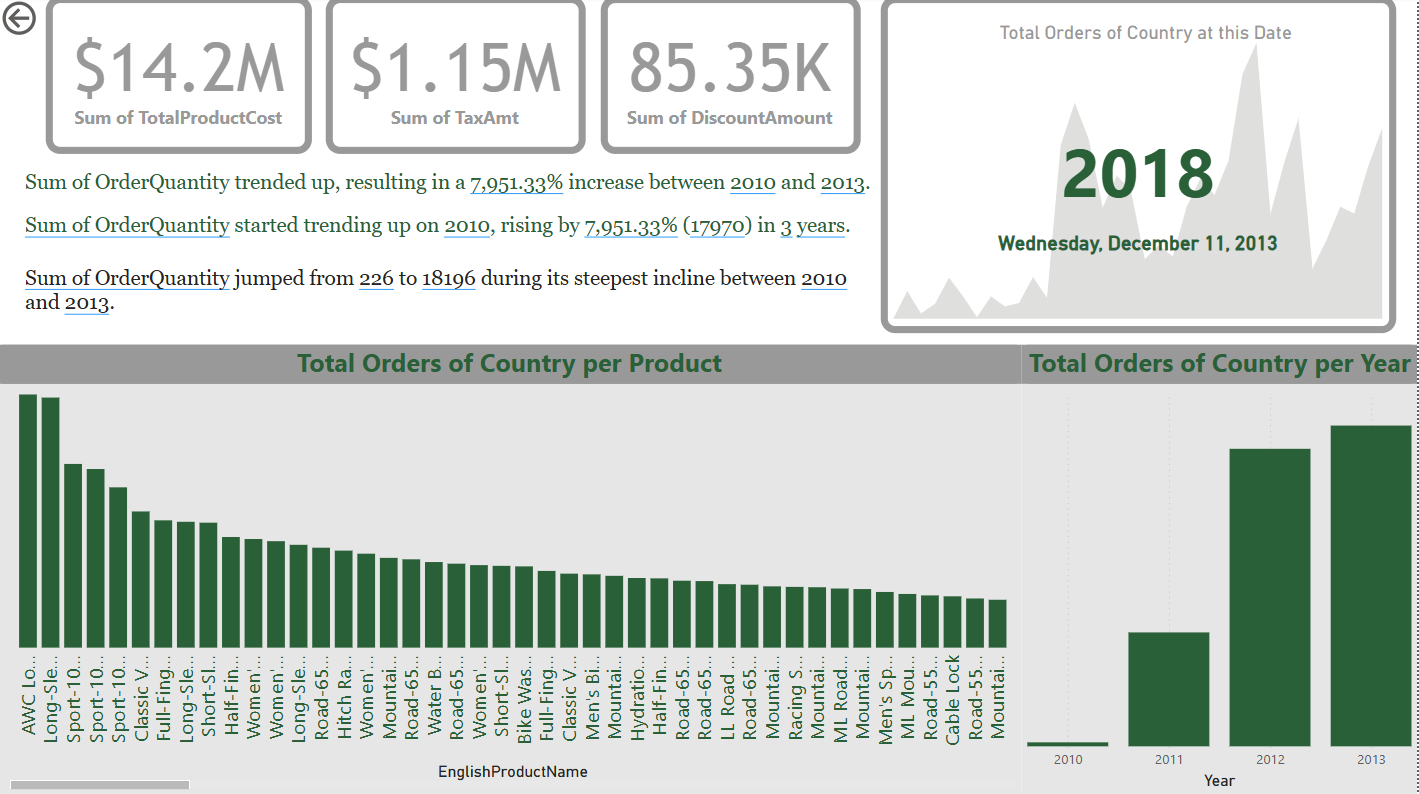 $14.2M
Sum of TotalProductCost
$1.15M
Sum of TaxAmt
85.35K
Sum of DiscountAmount
Total Orders of Country at this Date
2018
Wednesday, December 11, 2013
Sum of OrderQuantity trended up, resulting in a 7,951.33% increase between 2010 and 2013.
Sum of OrderQuantity started trending up on 2010, rising by 7,951.33% (17970) in 3 years.
Sum of OrderQuantity jumped from 226 to 18196 during its steepest incline between 2010
and 2013.
Total Orders of Country per Product
AWC Lo...
Long-Sle...
Sport-10...
Sport-10...
Sport-10...
Classic V...
Full-Fing...
Long-Sle...
Short-Sl...
Half-Fin...
Women'...
Women'...
Long-Sle...
Road-65...
Hitch Ra...
Women'...
Mountai...
Road-65...
Water B...
Road-65...
Women'...
Short-Sl...
Bike Was...
Full-Fing...
Classic V...
Men's Bi...
Mountai...
Hydratio...
Half-Fin...
Road-65...
Road-65...
LL Road ...
Road-55...
Mountai...
Racing S...
Mountai...
ML Road...
Mountai...
Men's Sp...
ML Mou...
Road-55...
Cable Lock
Road-55...
Mountai...
EnglishProductName
Total Orders of Country per Year
2010
2011
2012
2013
Year